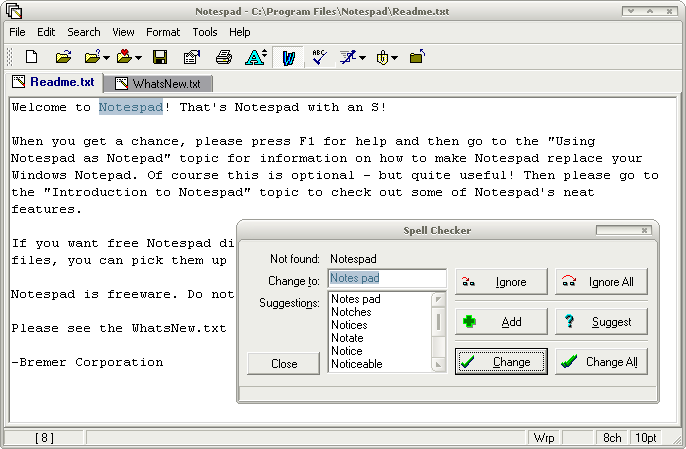 Notespad - C:\Program Files\Notespad\Readme.txt
File Edit Search View Format Tools Help
ABC
Readme.txt WhatsNew.txt
Welcome to Notespad! That's Notespad with an S!
When you get a chance, please press F1 for help and then go to the "Using
Notespad as Notepad" topic for information on how to make Notespad replace your
Windows Notepad. Of course this is optional - but quite useful! Then please go to
the "Introduction to Notespad" topic to check out some of Notespad's neat
features.
If you want free Notespad di
files, you can pick them up
Notespad is freeware. Do not
Please see the WhatsNew.txt
-Bremer Corporation
Spell Checker
Not found: Notespad
Change to: Notes pad
Suggestions:
Notes pad
Notches
Notices
Notate
Notice
Noticeable
Ignore Ignore All
Add Suggest
Change Change All
Close
[ 8 ] Wrp 8ch 10pt